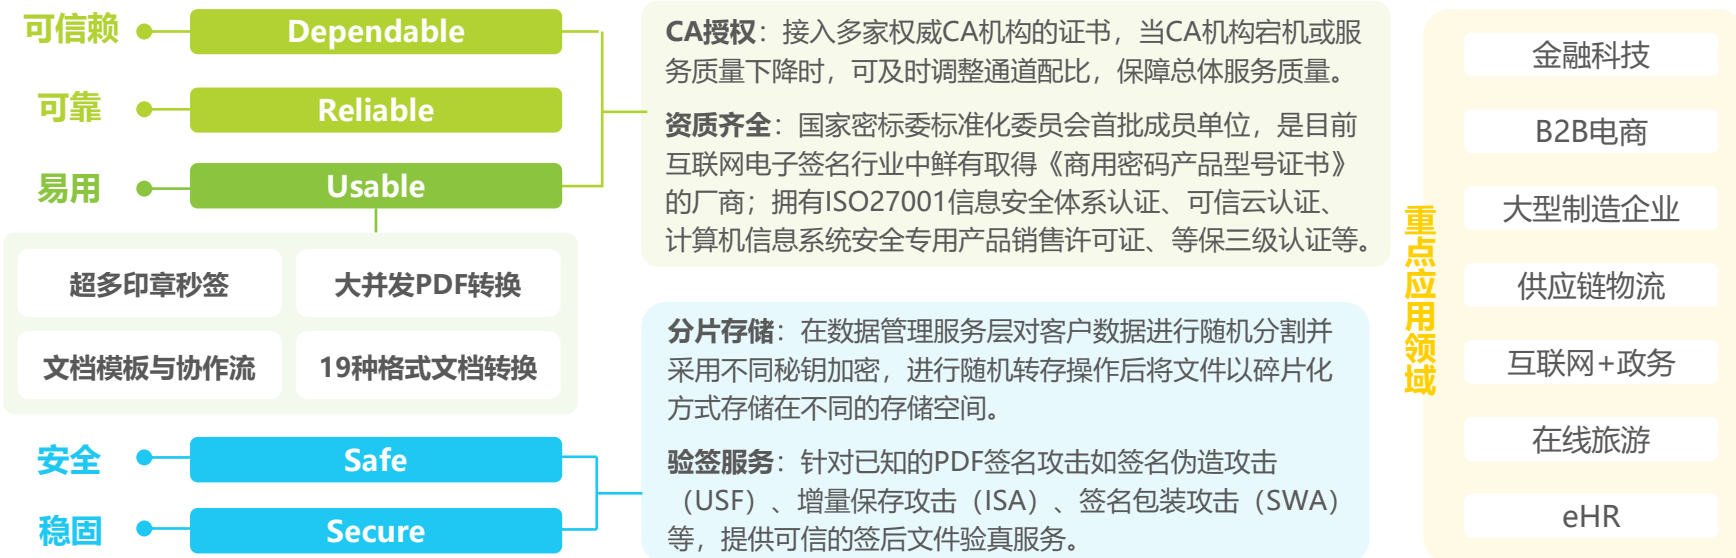 可信赖
Dependable
可靠
Reliable
易用
Usable
超多印章秒签
大并发PDF转换
文档模板与协作流
19种格式文档转换
安全
Safe
稳固
Secure
CA授权：接入多家权威CA机构的证书，当CA机构宕机或服
务质量下降时，可及时调整通道配比，保障总体服务质量。
资质齐全：国家密标委标准化委员会首批成员单位，是目前
互联网电子签名行业中鲜有取得《商用密码产品型号证书》
的厂商；拥有ISO27001信息安全体系认证、可信云认证、
计算机信息系统安全专用产品销售许可证、等保三级认证等。
分片存储：在数据管理服务层对客户数据进行随机分割并
采用不同秘钥加密，进行随机转存操作后将文件以碎片化
方式存储在不同的存储空间。
验签服务：针对已知的PDF签名攻击如签名伪造攻击
（USF）、增量保存攻击（ISA）、签名包装攻击（SWA）
等，提供可信的签后文件验真服务。
重点应用领域
金融科技
B2B电商
大型制造企业
供应链物流
互联网+政务
在线旅游
eHR